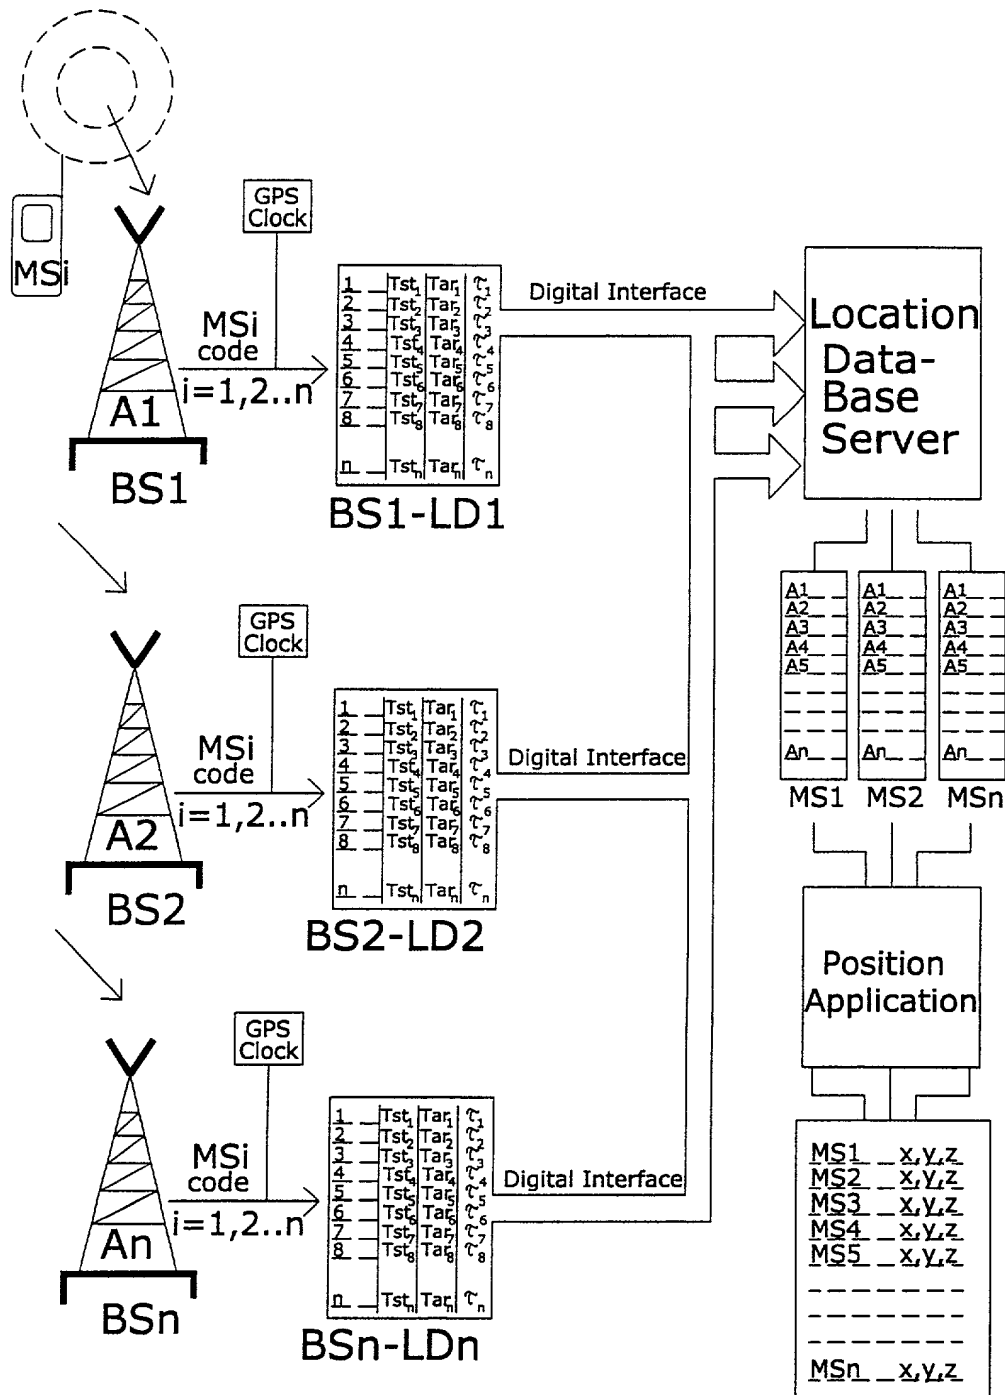 MSi
A1
BS1
MSi
code
i=1,2..n
GPS
Clock
1 _ _ Tst1 Tar1 τ1
2 _ _ Tst2 Tar2 τ2
3 _ _ Tst3 Tar3 τ3
4 _ _ Tst4 Tar4 τ4
5 _ _ Tst5 Tar5 τ5
6 _ _ Tst6 Tar6 τ6
7 _ _ Tst7 Tar7 τ7
8 _ _ Tst8 Tar8 τ8
n _ _ Tstn Tarn τn
BS1-LD1
Digital Interface
Location
Data-
Base
Server
A2
BS2
MSi
code
i=1,2..n
GPS
Clock
1 _ _ Tst1 Tar1 τ1
2 _ _ Tst2 Tar2 τ2
3 _ _ Tst3 Tar3 τ3
4 _ _ Tst4 Tar4 τ4
5 _ _ Tst5 Tar5 τ5
6 _ _ Tst6 Tar6 τ6
7 _ _ Tst7 Tar7 τ7
8 _ _ Tst8 Tar8 τ8
n _ _ Tstn Tarn τn
BS2-LD2
Digital Interface
A1
A2
A3
A4
A5
An
MS1
A1
A2
A3
A4
A5
An
MS2
A1
A2
A3
A4
A5
An
MSn
Position
Application
An
BSn
MSi
code
i=1,2..n
GPS
Clock
1 _ _ Tst1 Tar1 τ1
2 _ _ Tst2 Tar2 τ2
3 _ _ Tst3 Tar3 τ3
4 _ _ Tst4 Tar4 τ4
5 _ _ Tst5 Tar5 τ5
6 _ _ Tst6 Tar6 τ6
7 _ _ Tst7 Tar7 τ7
8 _ _ Tst8 Tar8 τ8
n _ _ Tstn Tarn τn
BSn-LDn
Digital Interface
MS1 _ _ x,y,z
MS2 _ _ x,y,z
MS3 _ _ x,y,z
MS4 _ _ x,y,z
MS5 _ _ x,y,z
MSn _ _ x,y,z